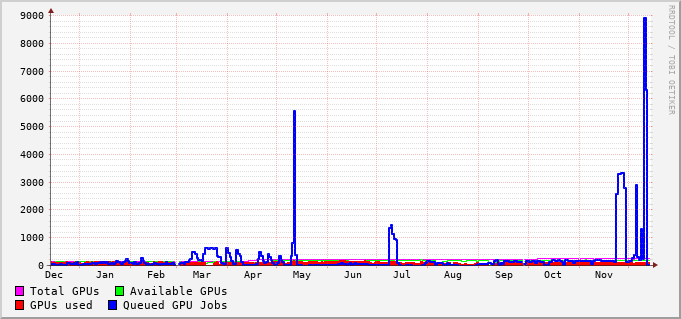 9000
8000
7000
6000
5000
4000
3000
2000
1000
0
Dec Jan Feb Mar Apr May Jun Jul Aug Sep Oct Nov
Total GPUs Available GPUs
GPUs used Queued GPU Jobs
RRDTOOL / TOBI OETIKER